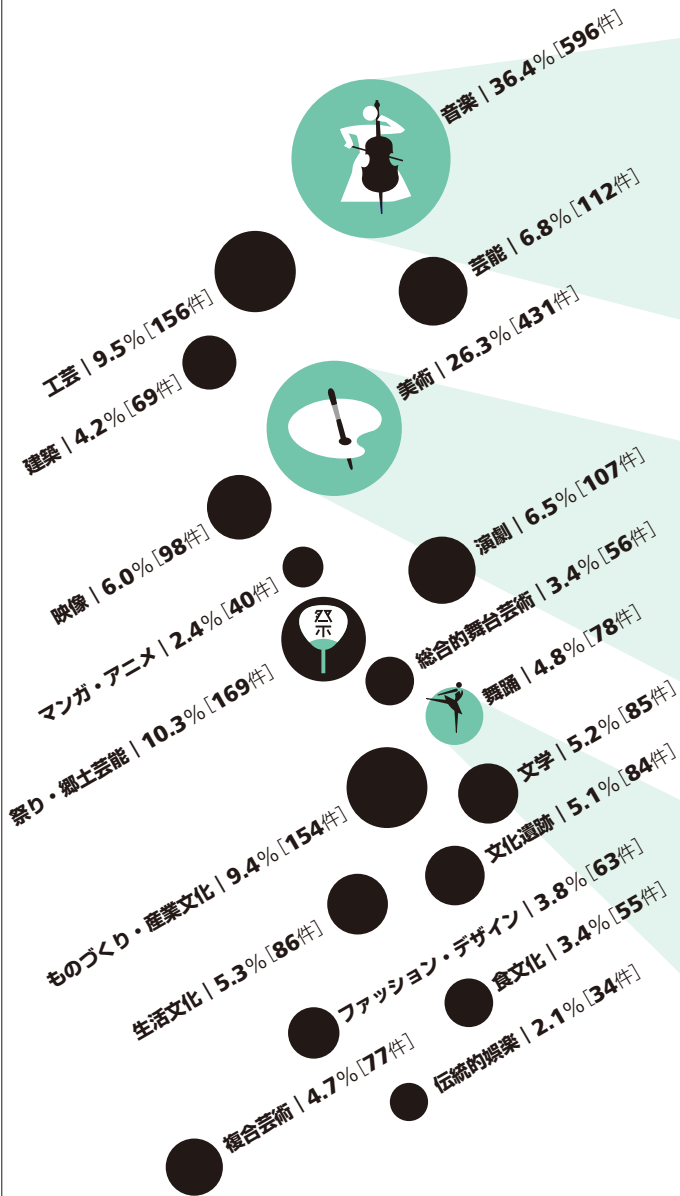 音楽｜36.4％［596件］
芸能｜6.8％［112件］
工芸｜9.5％［156件］
美術｜26.3％［431件］
建築｜4.2％［69件］
演劇｜6.5％［107件］
映像｜6.0％［98件］
総合的舞台芸術｜3.4％［56件］
マンガ・アニメ｜2.4％［40件］
祭
舞踊｜4.8％［78件］
祭り・郷土芸能｜10.3％［169件］
文学｜5.2％［85件］
文化遺跡｜5.1％［84件］
ものづくり・産業文化｜9.4％［154件］
生活文化｜5.3％［86件］
ファッション・デザイン｜3.8％［63件］
食文化｜3.4％［55件］
伝統的娯楽｜2.1％［34件］
複合芸術｜4.7％［77件］